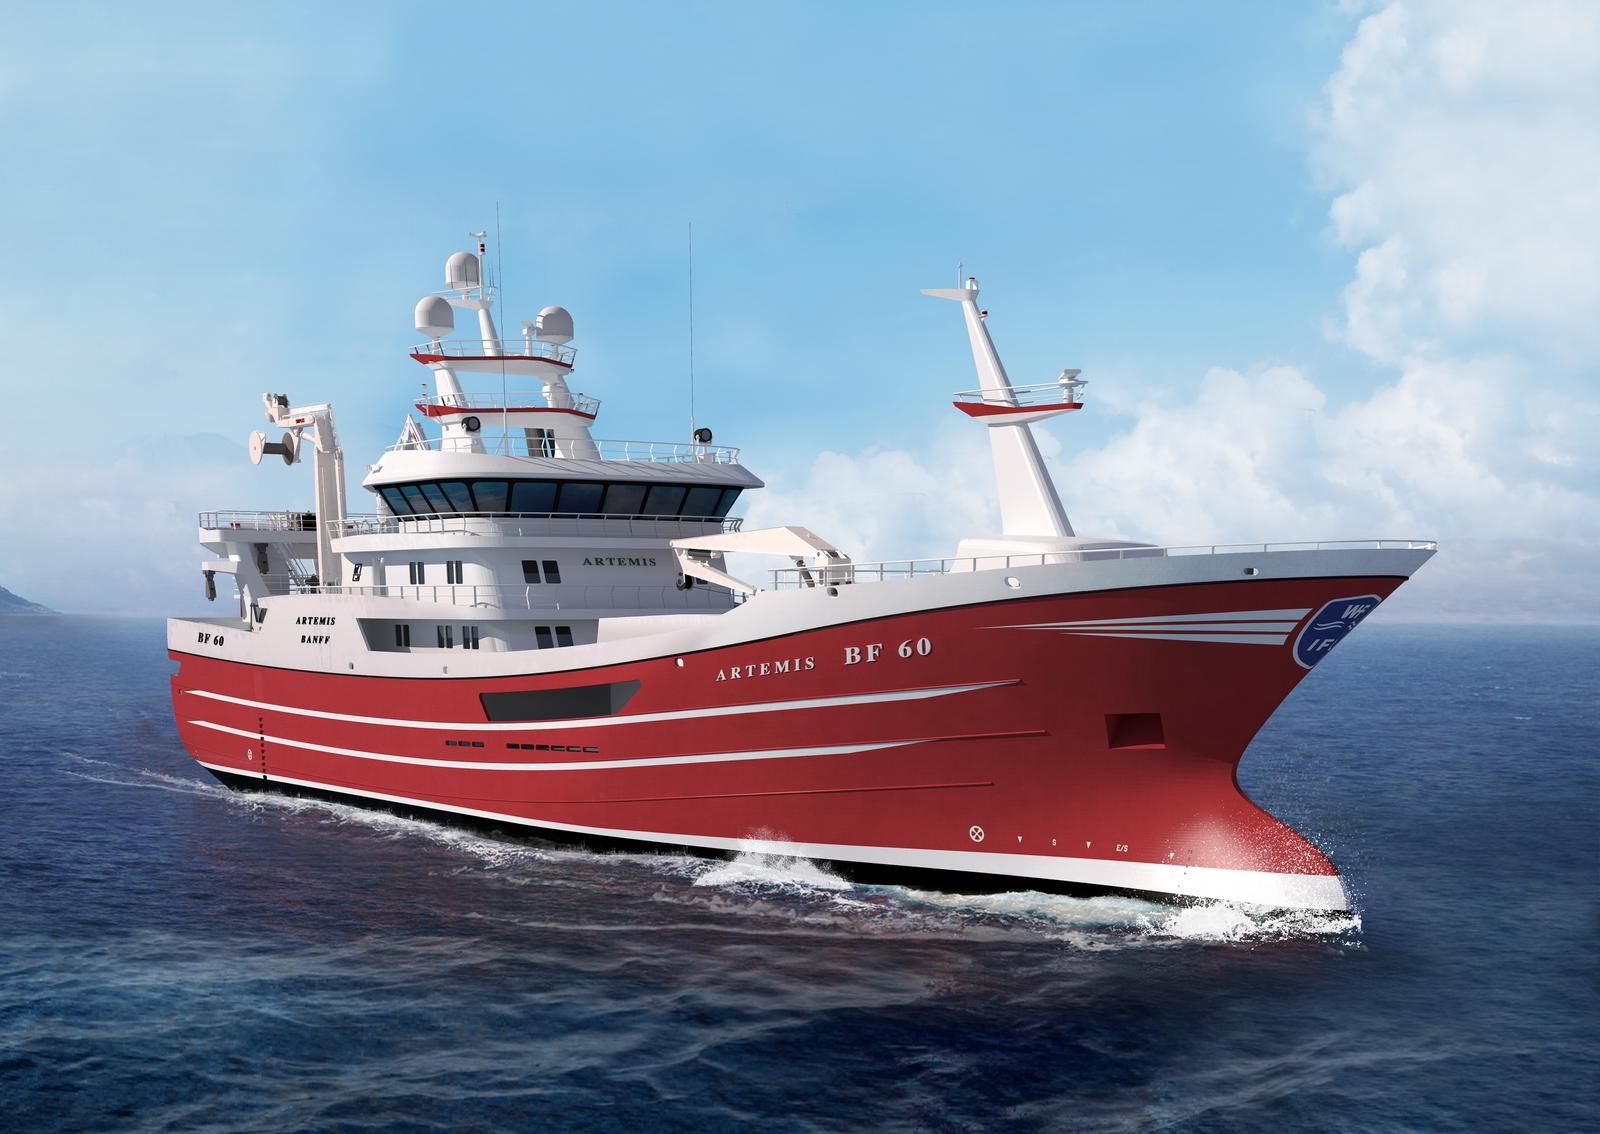 ARTEMIS
BF 60
ARTEMIS
BANFF
ARTEMIS BF 60
S
E/S